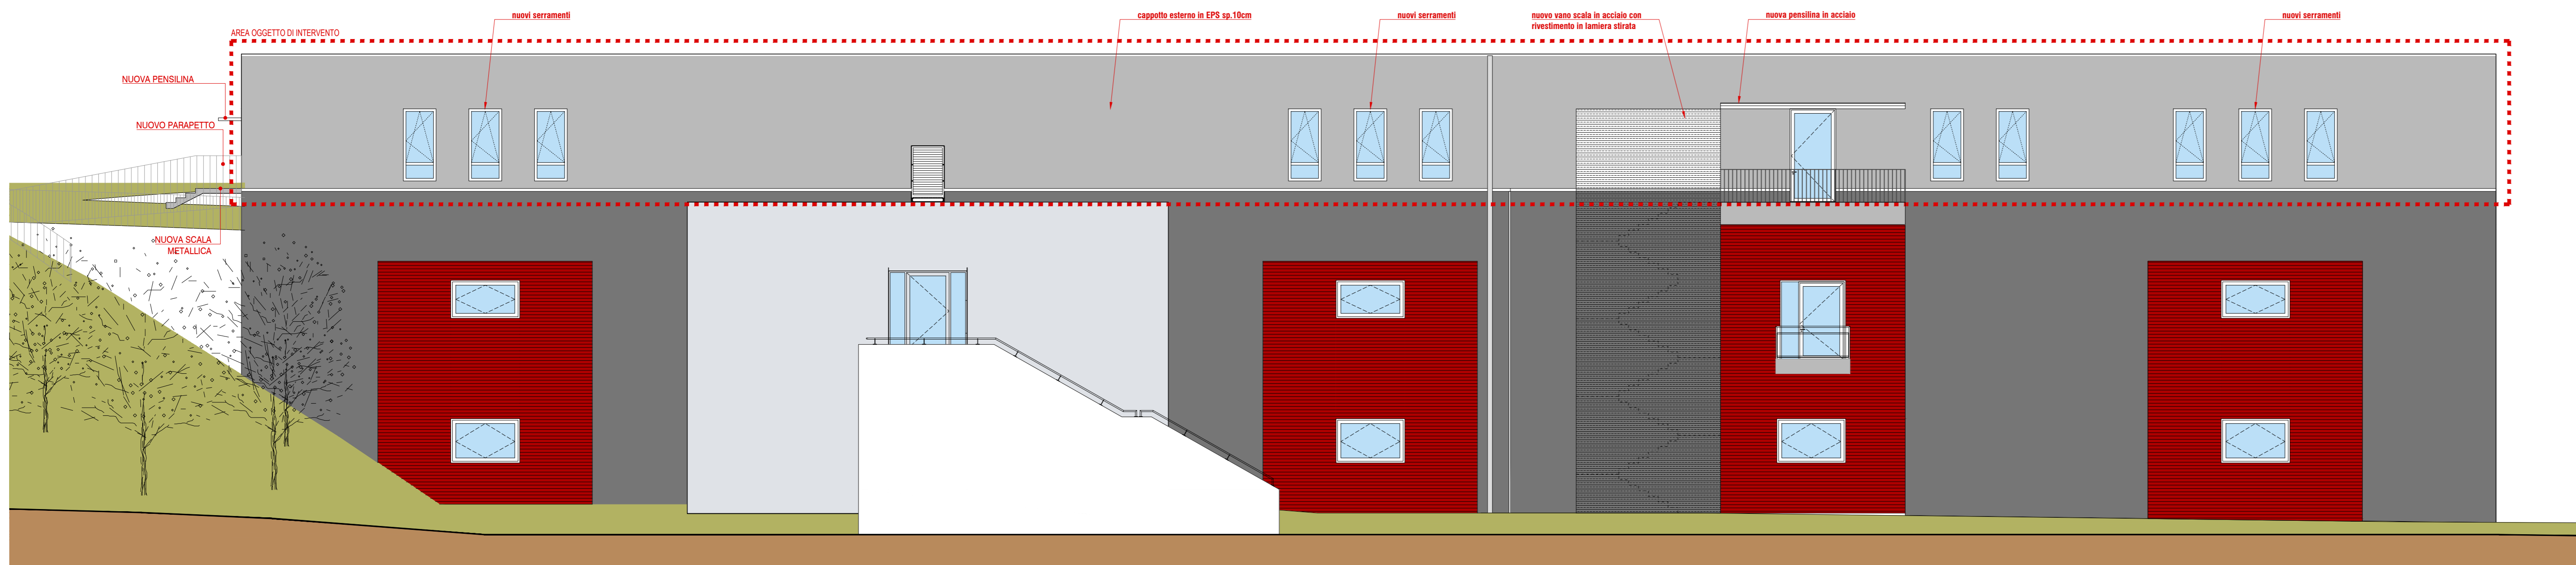 nuovi serramenti
cappotto esterno in EPS sp.10cm
nuovi serramenti
nuovo vano scala in acciaio con
rivestimento in lamiera stirata
nuova pensilina in acciaio
nuovi serramenti
AREA OGGETTO DI INTERVENTO
NUOVA PENSILINA
NUOVO PARAPETTO
NUOVA SCALA
METALLICA